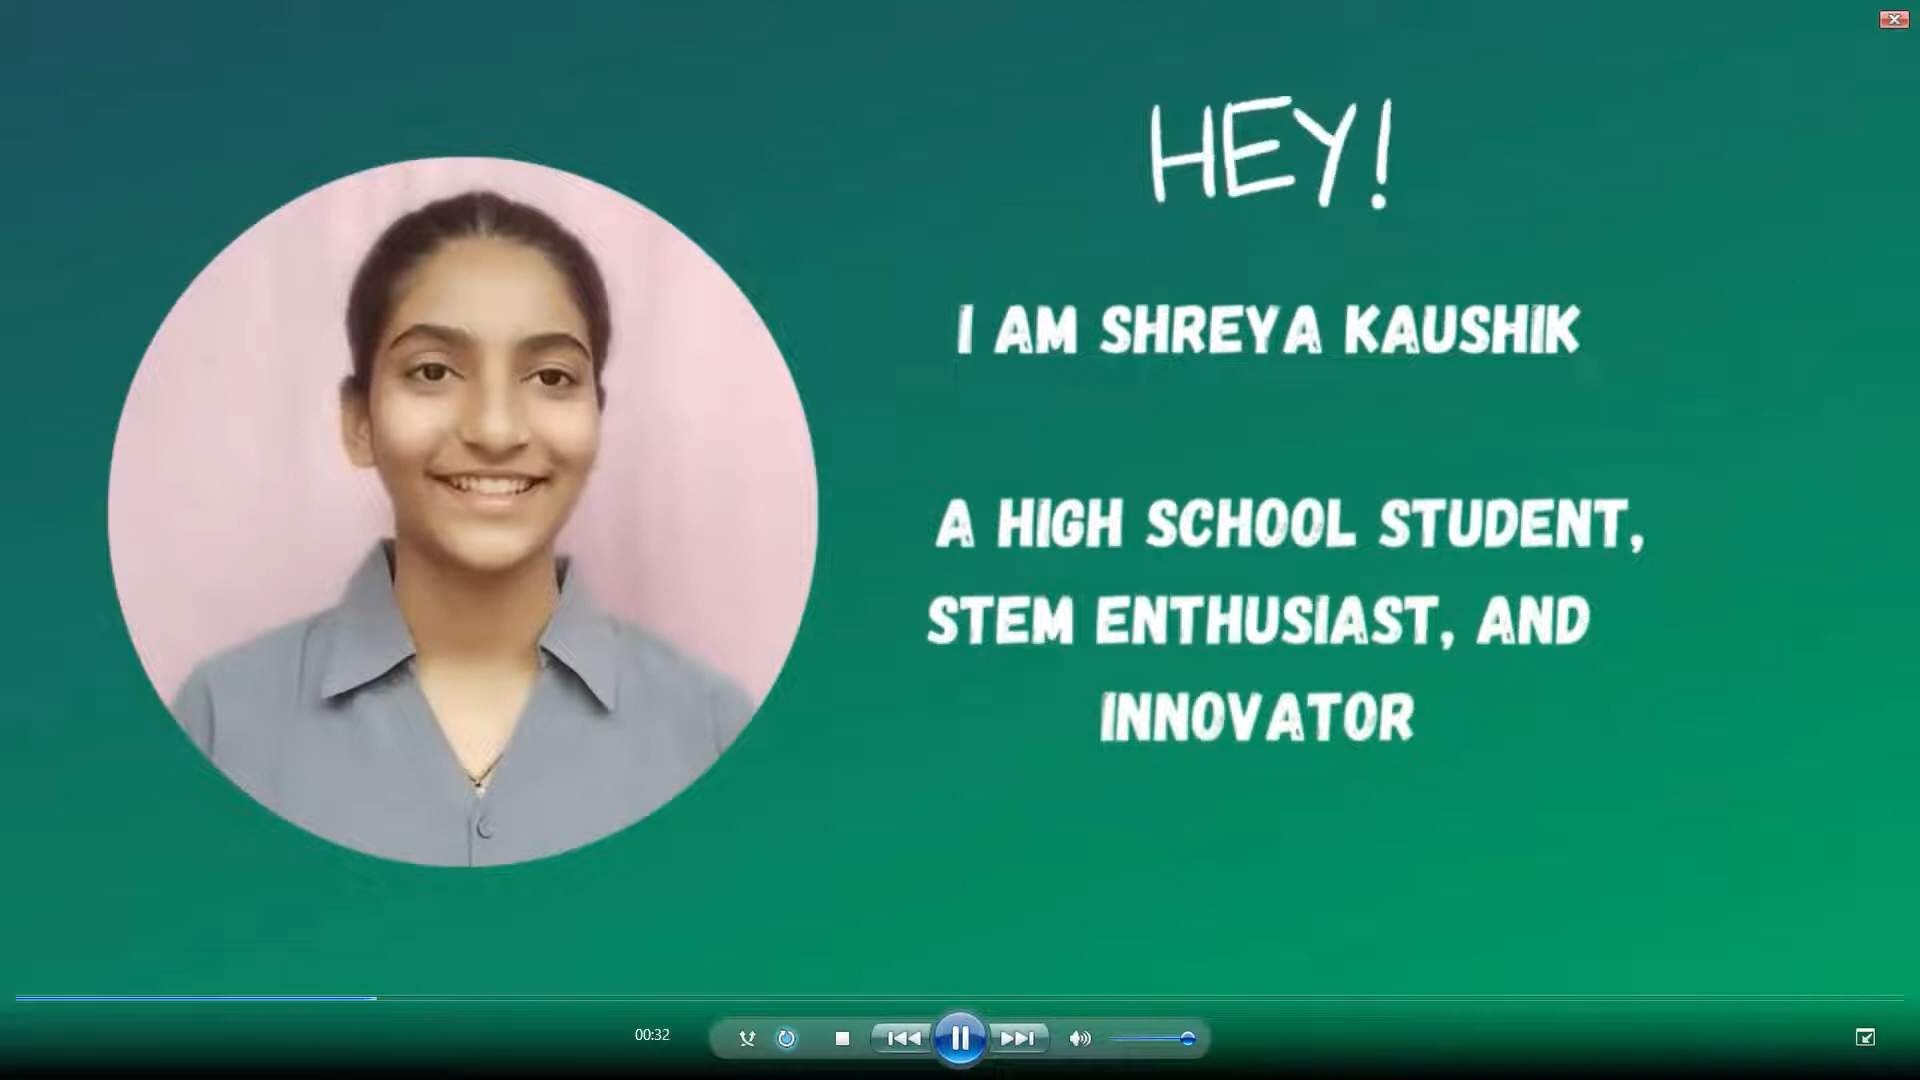 HEY!
I AM SHREYA KAUSHIK
A HIGH SCHOOL STUDENT,
STEM ENTHUSIAST, AND
INNOVATOR
00:32